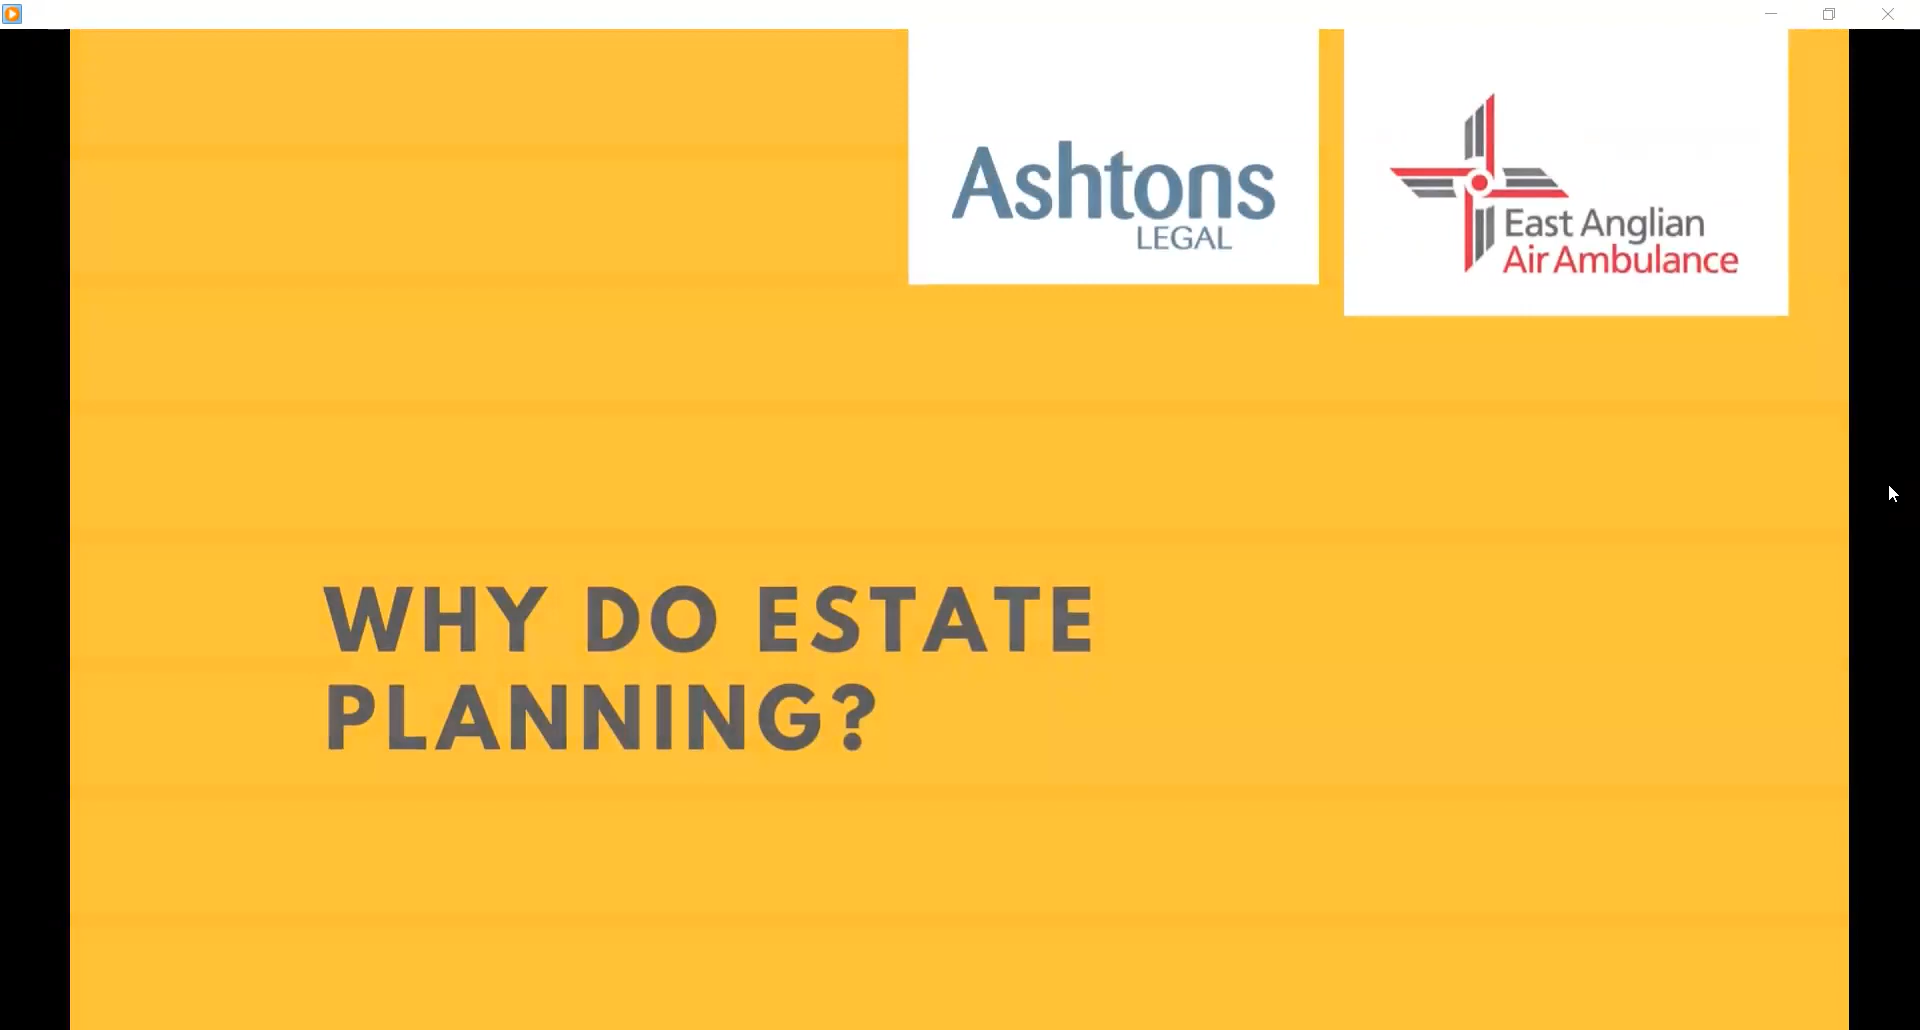 Ashtons
LEGAL
East Anglian
Air Ambulance
WHY DO ESTATE
PLANNING?